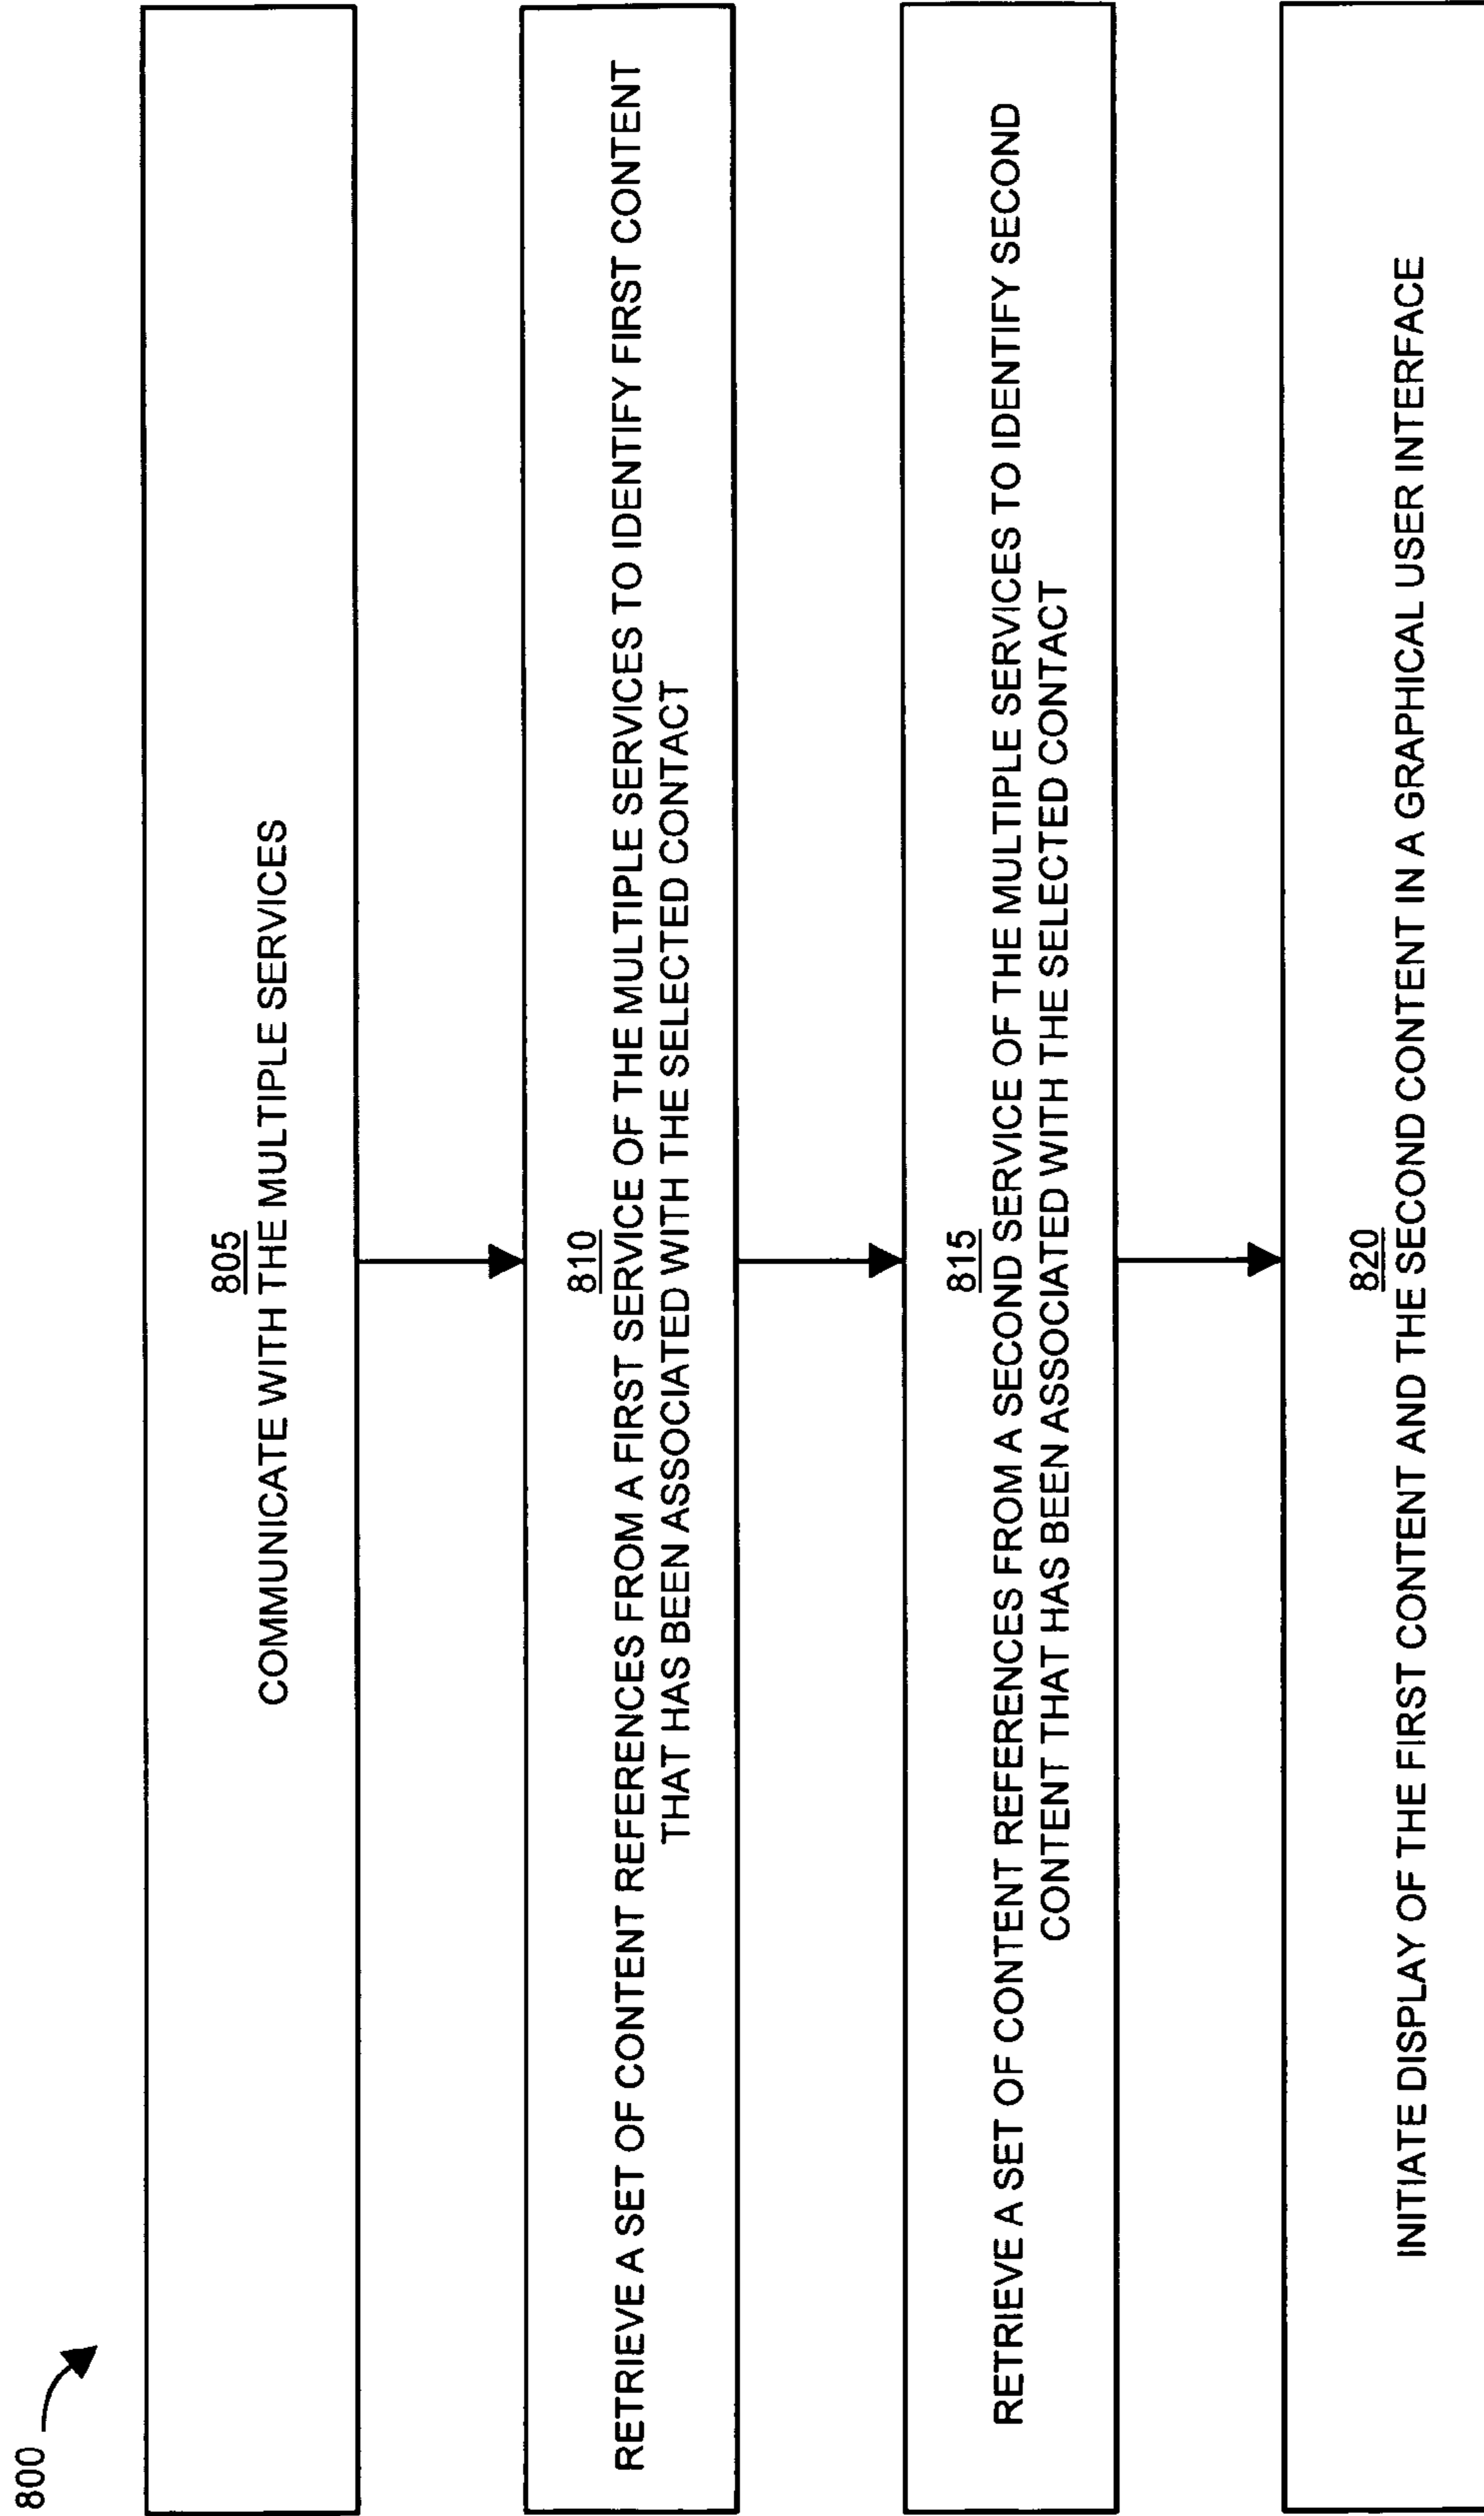 800
805
COMMUNICATE WITH THE MULTIPLE SERVICES
810
RETRIEVE A SET OF CONTENT REFERENCES FROM A FIRST SERVICE OF THE MULTIPLE SERVICES TO IDENTIFY FIRST CONTENT
THAT HAS BEEN ASSOCIATED WITH THE SELECTED CONTACT
815
RETRIEVE A SET OF CONTENT REFERENCES FROM A SECOND SERVICE OF THE MULTIPLE SERVICES TO IDENTIFY SECOND
CONTENT THAT HAS BEEN ASSOCIATED WITH THE SELECTED CONTACT
820
INITIATE DISPLAY OF THE FIRST CONTENT AND THE SECOND CONTENT IN A GRAPHICAL USER INTERFACE